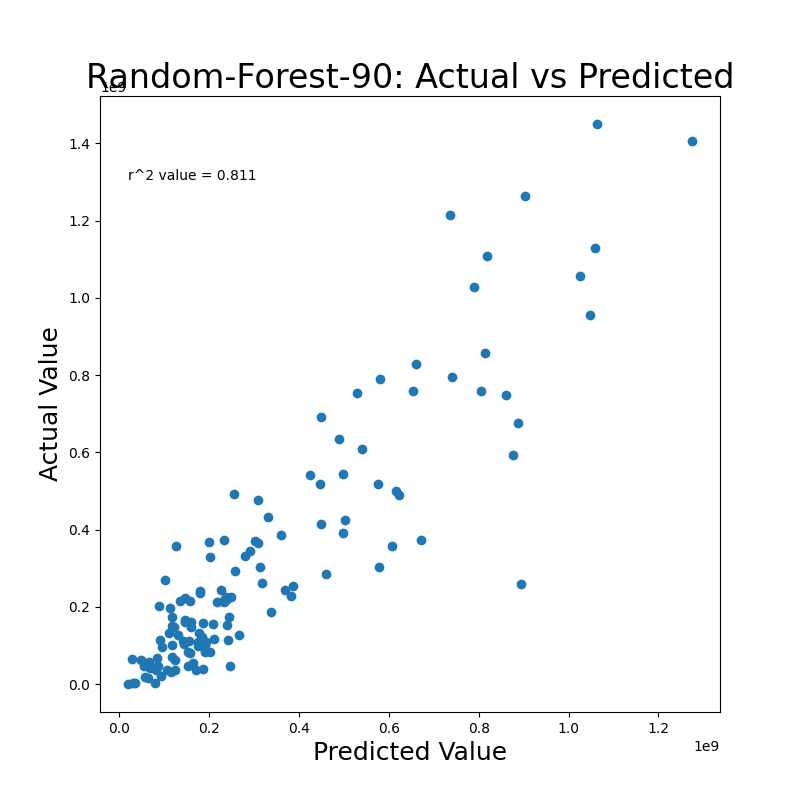 Random-Forest-90: Actual vs Predicted
1e9
1.4
r^2 value = 0.811
1.2
1.0
0.8
0.6
0.4
0.2
0.0
Actual Value
0.0 0.2 0.4 0.6 0.8 1.0 1.2
1e9
Predicted Value